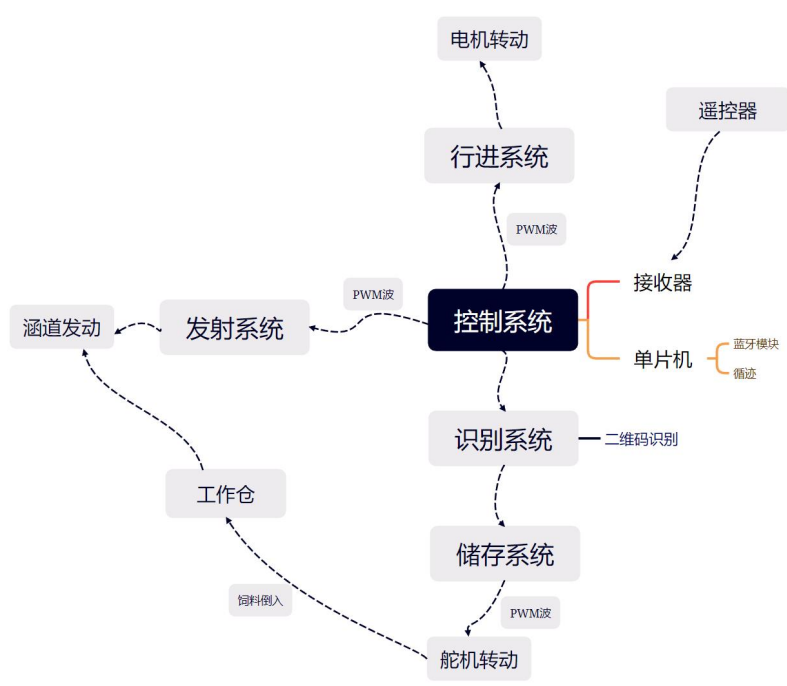 电机转动
遥控器
行进系统
PWM波
接收器
PWM波
控制系统
涵道发动
发射系统
蓝牙模块
单片机
循迹
识别系统
二维码识别
工作仓
储存系统
饲料倒入
PWM波
舵机转动